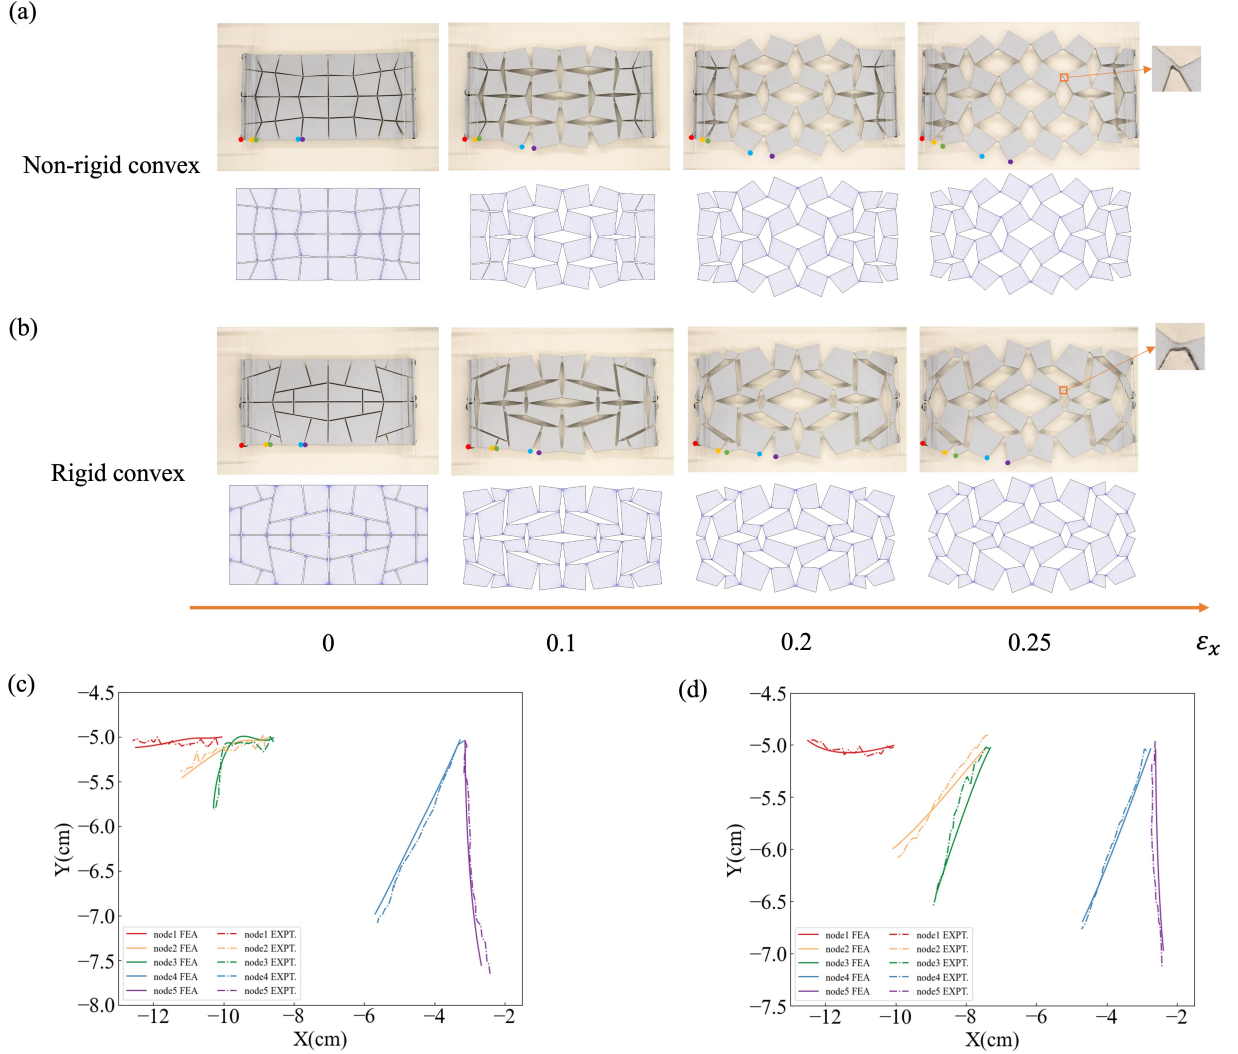 (a)
Non-rigid convex
(b)
Rigid convex
0 0.1 0.2 0.25 εₓ
(c)
−4.5
−5.0
−5.5
−6.0
−6.5
−7.0
−7.5
−8.0
Y(cm)
node1 FEA node1 EXPT.
node2 FEA node2 EXPT.
node3 FEA node3 EXPT.
node4 FEA node4 EXPT.
node5 FEA node5 EXPT.
−12 −10 −8 −6 −4 −2
X(cm)
(d)
−4.5
−5.0
−5.5
−6.0
−6.5
−7.0
−7.5
Y(cm)
node1 FEA node1 EXPT.
node2 FEA node2 EXPT.
node3 FEA node3 EXPT.
node4 FEA node4 EXPT.
node5 FEA node5 EXPT.
−12 −10 −8 −6 −4 −2
X(cm)